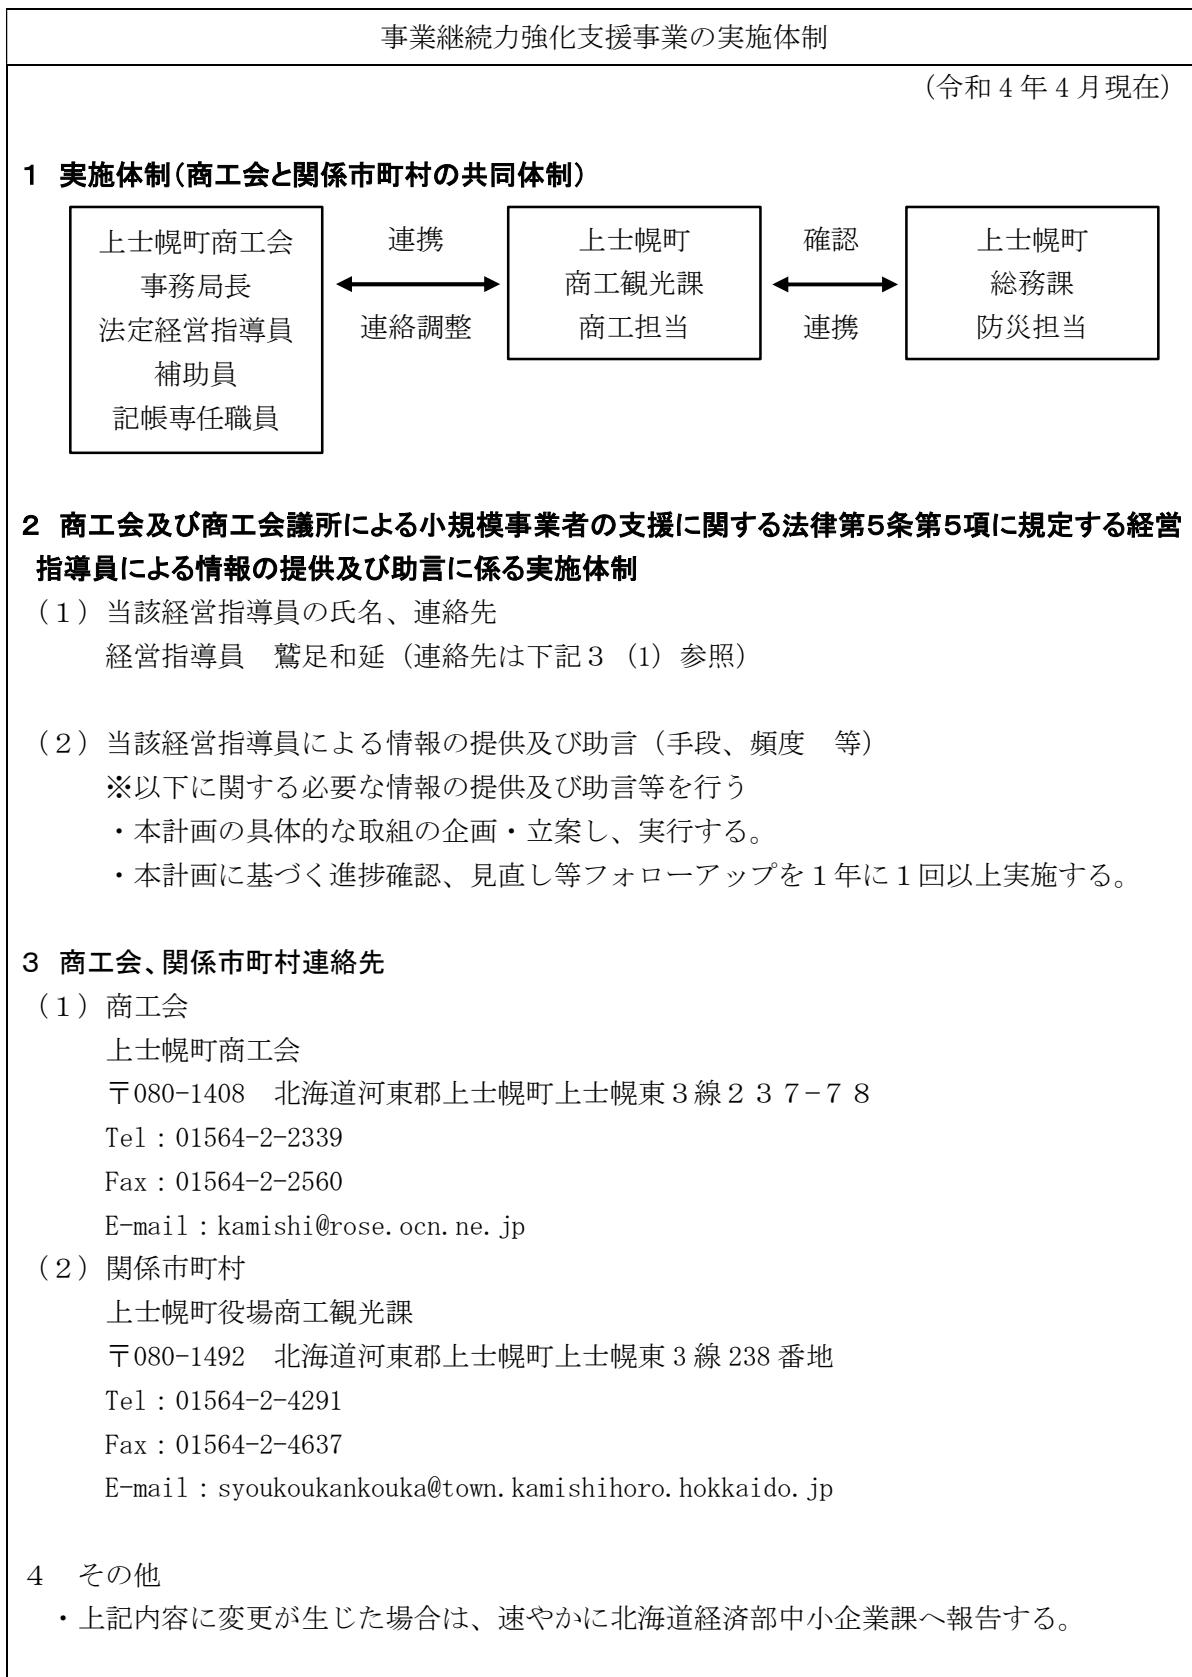 事業継続力強化支援事業の実施体制
（令和４年４月現在）
１　実施体制（商工会と関係市町村の共同体制）
上士幌町商工会
事務局長
法定経営指導員
補助員
記帳専任職員
連携
連絡調整
上士幌町
商工観光課
商工担当
確認
連携
上士幌町
総務課
防災担当
２　商工会及び商工会議所による小規模事業者の支援に関する法律第５条第５項に規定する経営
指導員による情報の提供及び助言に係る実施体制
（１）当該経営指導員の氏名、連絡先
経営指導員　鷲足和延（連絡先は下記３（1）参照）
（２）当該経営指導員による情報の提供及び助言（手段、頻度　等）
※以下に関する必要な情報の提供及び助言等を行う
・本計画の具体的な取組の企画・立案し、実行する。
・本計画に基づく進捗確認、見直し等フォローアップを１年に１回以上実施する。
３　商工会、関係市町村連絡先
（１）商工会
上士幌町商工会
〒080-1408　北海道河東郡上士幌町上士幌東３線２３７−７８
Tel：01564-2-2339
Fax：01564-2-2560
E-mail：kamishi@rose.ocn.ne.jp
（２）関係市町村
上士幌町役場商工観光課
〒080-1492　北海道河東郡上士幌町上士幌東 3 線 238 番地
Tel：01564-2-4291
Fax：01564-2-4637
E-mail：syoukoukankouka@town.kamishihoro.hokkaido.jp
４　その他
・上記内容に変更が生じた場合は、速やかに北海道経済部中小企業課へ報告する。